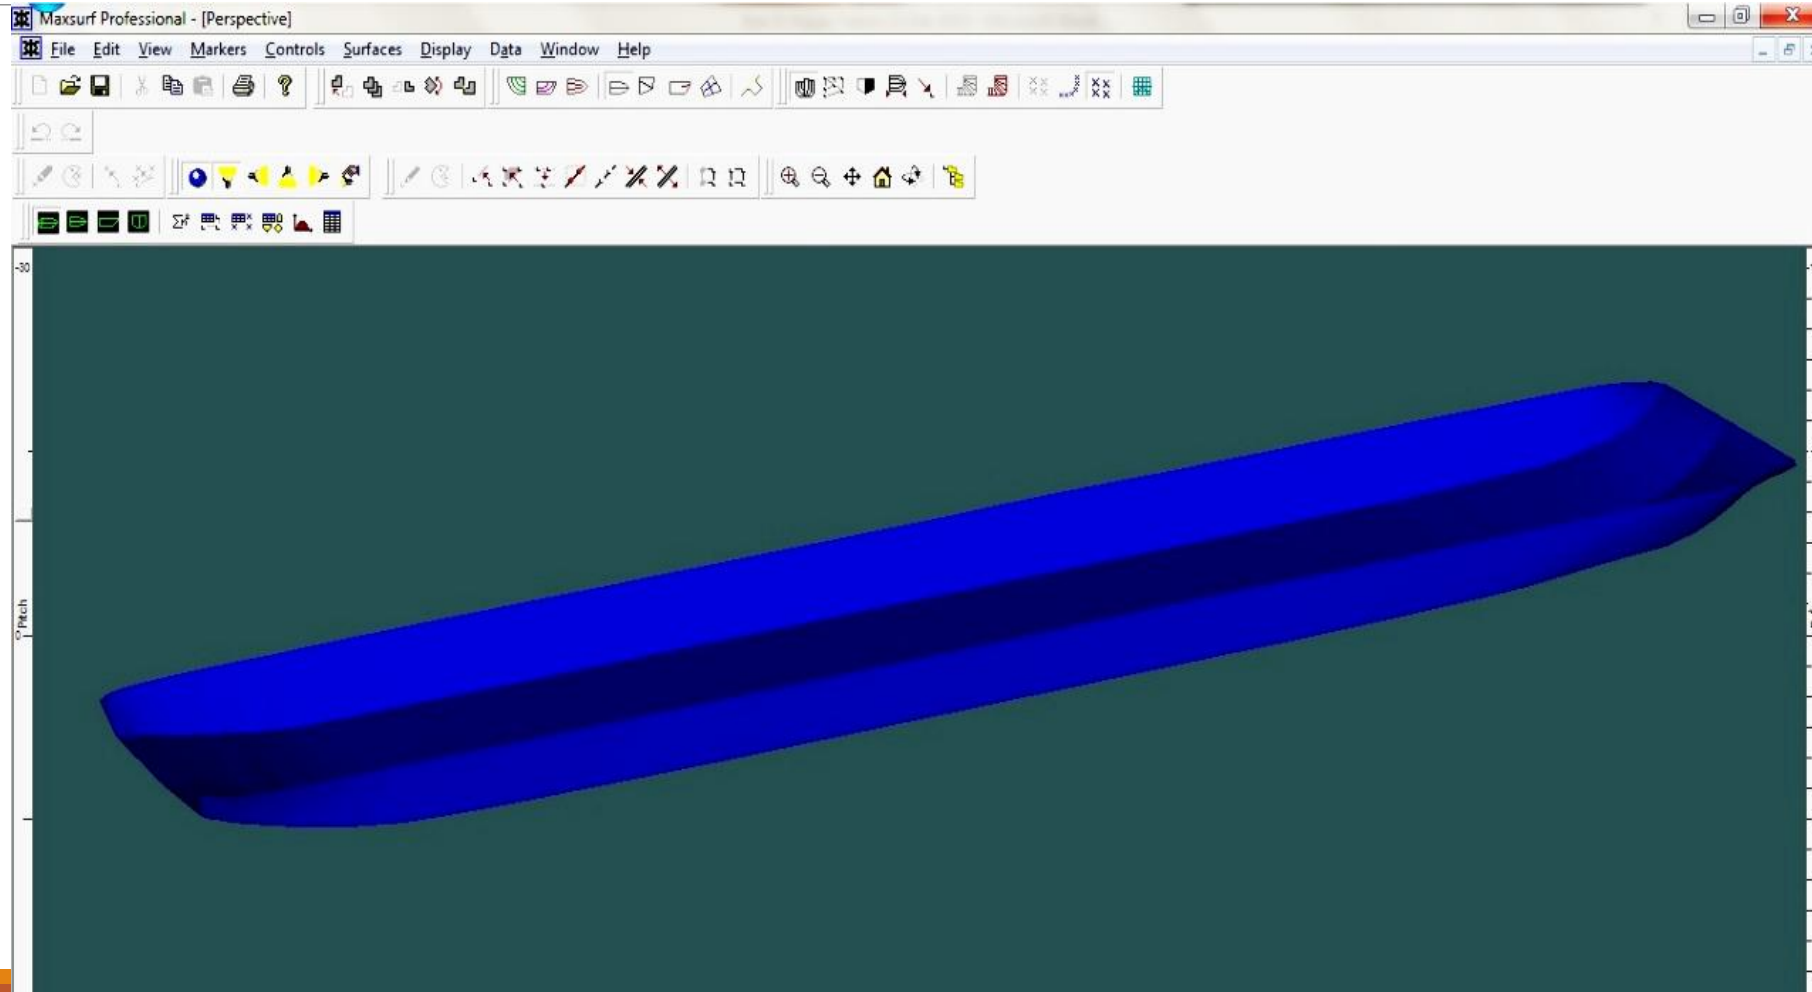 Maxsurf Professional - [Perspective]
File Edit View Markers Controls Surfaces Display Data Window Help
-30
Pitch
0